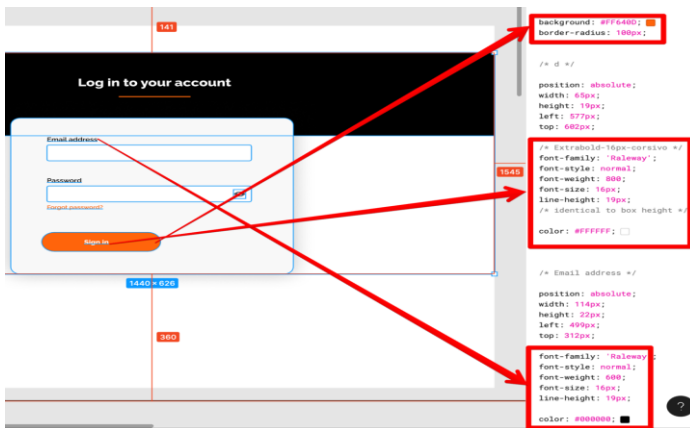 141
Log in to your account
Email address
Password
Forgot password?
Sign in
1440 × 626
1545
360
background: #FF640D;
border-radius: 100px;
/* d */
position: absolute;
width: 65px;
height: 19px;
left: 577px;
top: 602px;
/* Extrabold-16px-corsivo */
font-family: 'Raleway';
font-style: normal;
font-weight: 800;
font-size: 16px;
line-height: 19px;
/* identical to box height */
color: #FFFFFF;
/* Email address */
position: absolute;
width: 114px;
height: 22px;
left: 499px;
top: 312px;
font-family: 'Raleway';
font-style: normal;
font-weight: 600;
font-size: 16px;
line-height: 19px;
color: #000000;
?